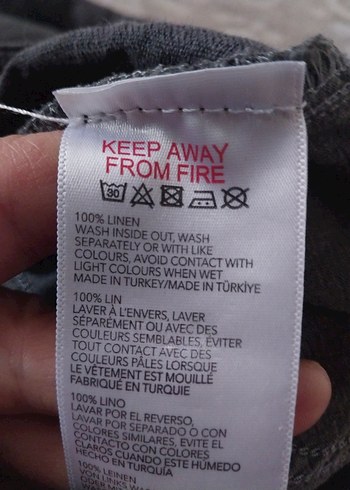 KEEP AWAY
FROM FIRE
30
100% LINEN
WASH INSIDE OUT, WASH
SEPARATELY OR WITH LIKE
COLOURS, AVOID CONTACT WITH
LIGHT COLOURS WHEN WET
MADE IN TURKEY/MADE IN TÜRKİYE
100% LIN
LAVER À L'ENVERS, LAVER
SÉPARÉMENT OU AVEC DES
COULEURS SEMBLABLES, ÉVITER
TOUT CONTACT AVEC DES
COULEURS PÂLES LORSQUE
LE VÊTEMENT EST MOUILLÉ
FABRIQUÉ EN TURQUIE
100% LINO
LAVAR POR EL REVERSO,
LAVAR POR SEPARADO O CON
COLORES SIMILARES, EVITE EL
CONTACTO CON COLORES
CLAROS CUANDO ESTE HÚMEDO
HECHO EN TURQUÍA
100% LEINEN